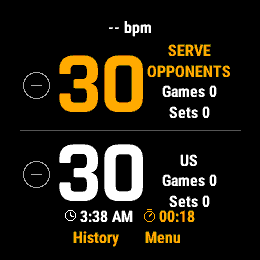 -- bpm
30
SERVE
OPPONENTS
Games 0
Sets 0
30
US
Games 0
Sets 0
3:38 AM 00:18
History Menu